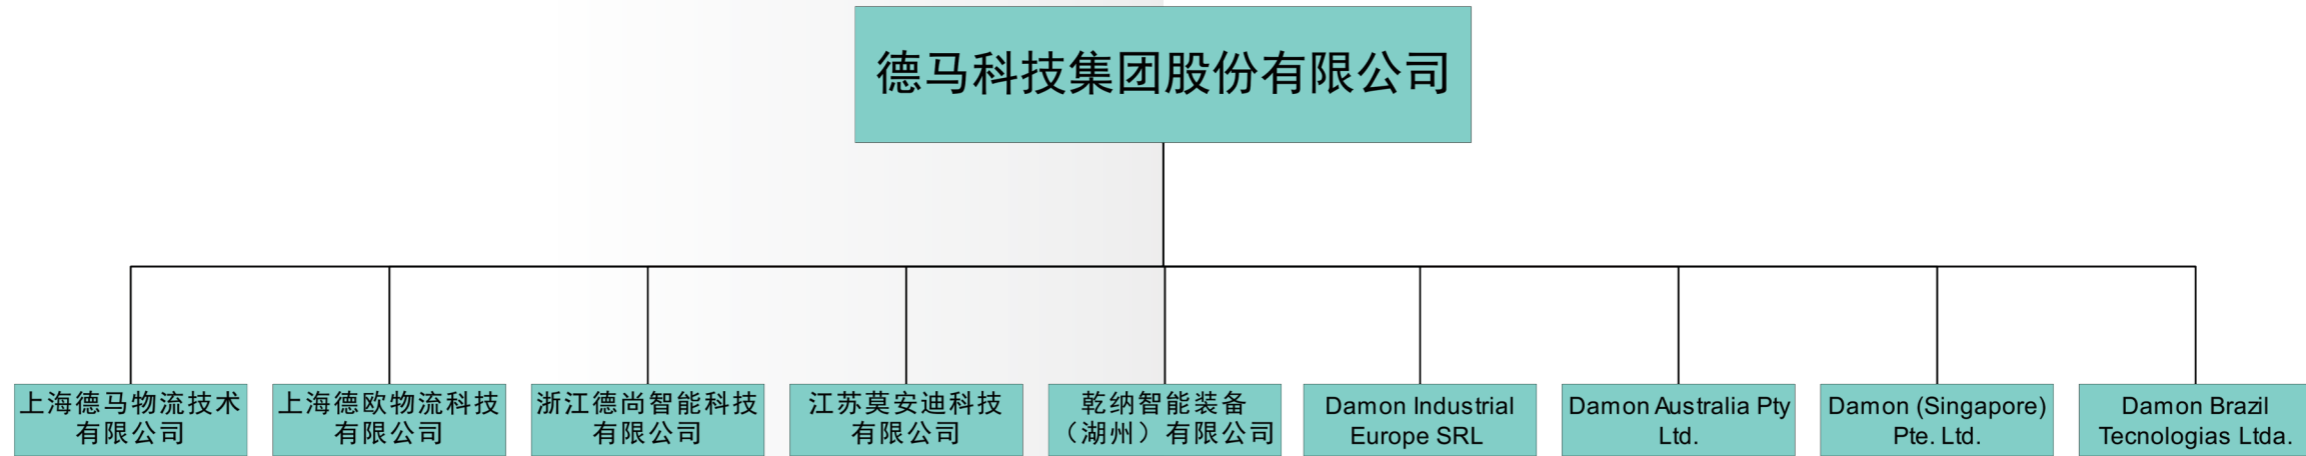 德马科技集团股份有限公司
上海德马物流技术
有限公司
上海德欧物流科技
有限公司
浙江德尚智能科技
有限公司
江苏莫安迪科技
有限公司
乾纳智能装备
（湖州）有限公司
Damon Industrial
Europe SRL
Damon Australia Pty
Ltd.
Damon (Singapore)
Pte. Ltd.
Damon Brazil
Tecnologias Ltda.